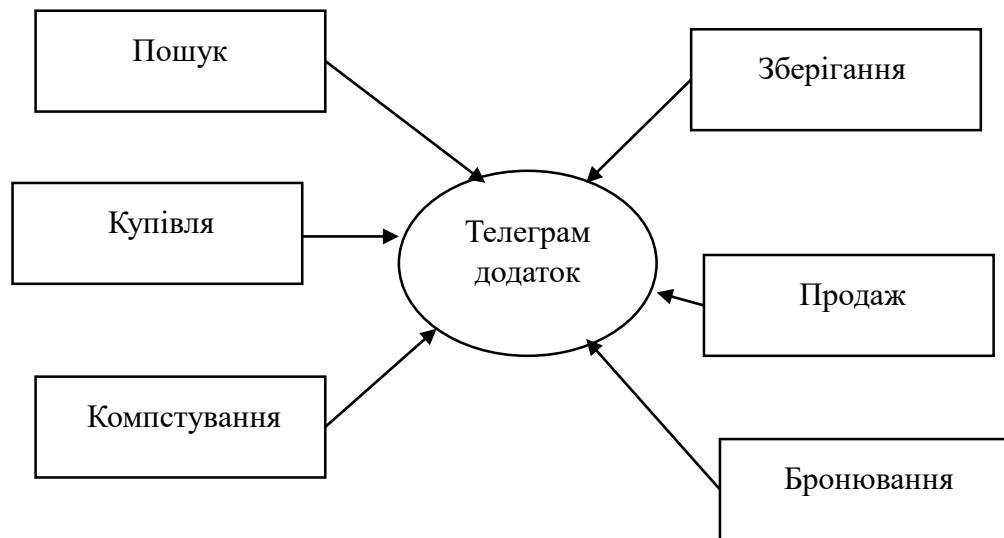 Пошук
Зберігання
Купівля
Телеграм
додаток
Продаж
Компстування
Бронювання